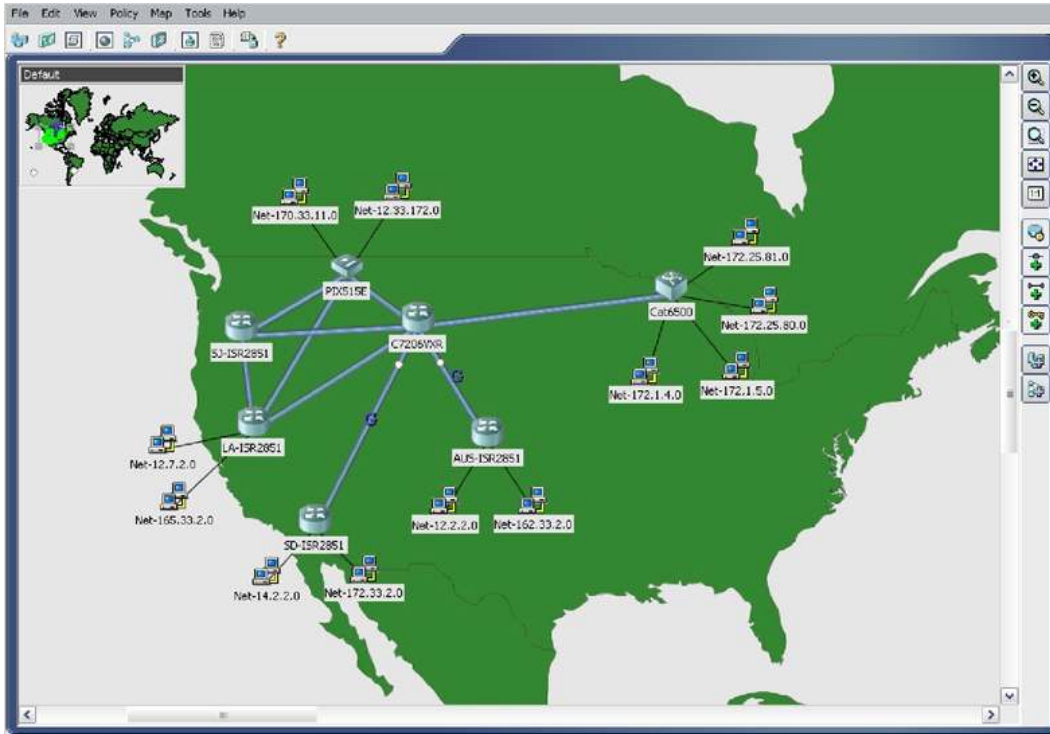 File Edit View Policy Map Tools Help
Default
Net-170.33.11.0
Net-12.33.172.0
Net-172.25.81.0
PIX515E
Cat6500
Net-172.25.80.0
SJ-ISR2851
C7206VXR
Net-172.1.4.0
Net-172.1.5.0
G
G
LA-ISR2851
AUS-ISR2851
Net-12.7.2.0
Net-165.33.2.0
Net-12.2.2.0
Net-162.33.2.0
SD-ISR2851
Net-14.2.2.0
Net-172.33.2.0
1:1